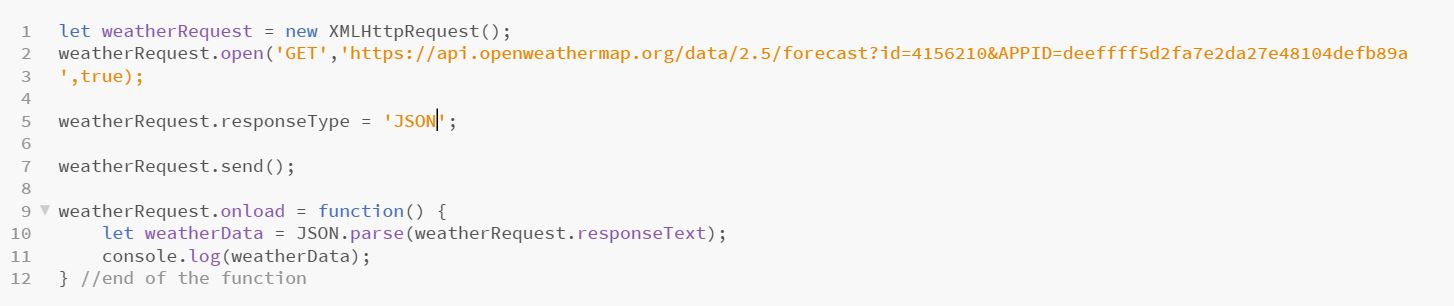 1 let weatherRequest = new XMLHttpRequest();
2 weatherRequest.open('GET','https://api.openweathermap.org/data/2.5/forecast?id=4156210&APPID=deeffff5d2fa7e2da27e48104defb89a
3 ',true);
4
5 weatherRequest.responseType = 'JSON';
6
7 weatherRequest.send();
8
9 weatherRequest.onload = function() {
10 let weatherData = JSON.parse(weatherRequest.responseText);
11 console.log(weatherData);
12 } //end of the function